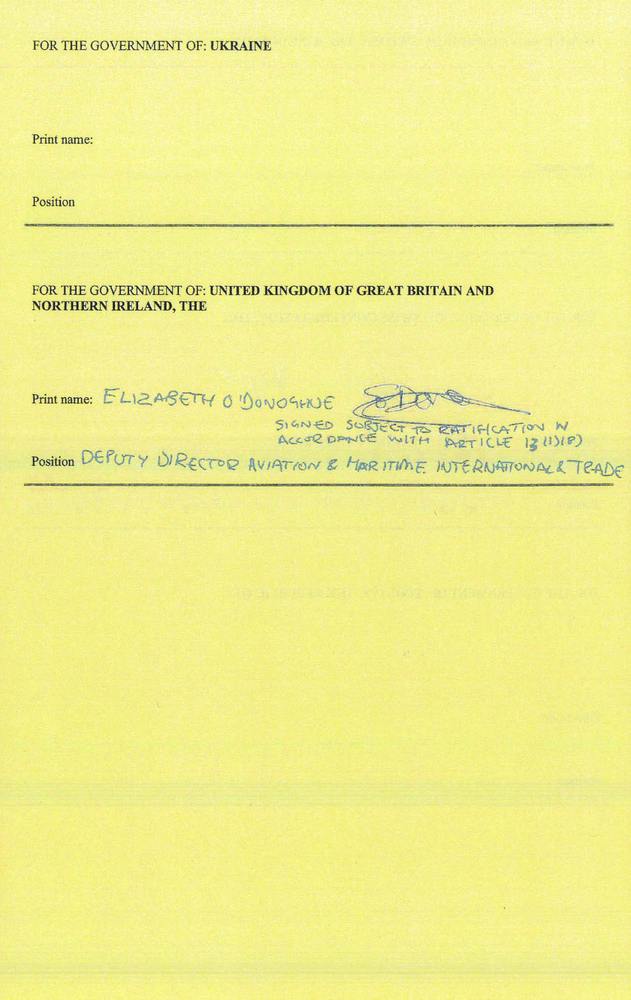 FOR THE GOVERNMENT OF: UKRAINE
Print name:
Position
FOR THE GOVERNMENT OF: UNITED KINGDOM OF GREAT BRITAIN AND
NORTHERN IRELAND, THE
Print name: ELIZABETH O'DONOGHUE
SIGNED SUBJECT TO RATIFICATION IN
ACCORDANCE WITH ARTICLE 13(1)(B)
Position DEPUTY DIRECTOR AVIATION & MARITIME INTERNATIONAL & TRADE